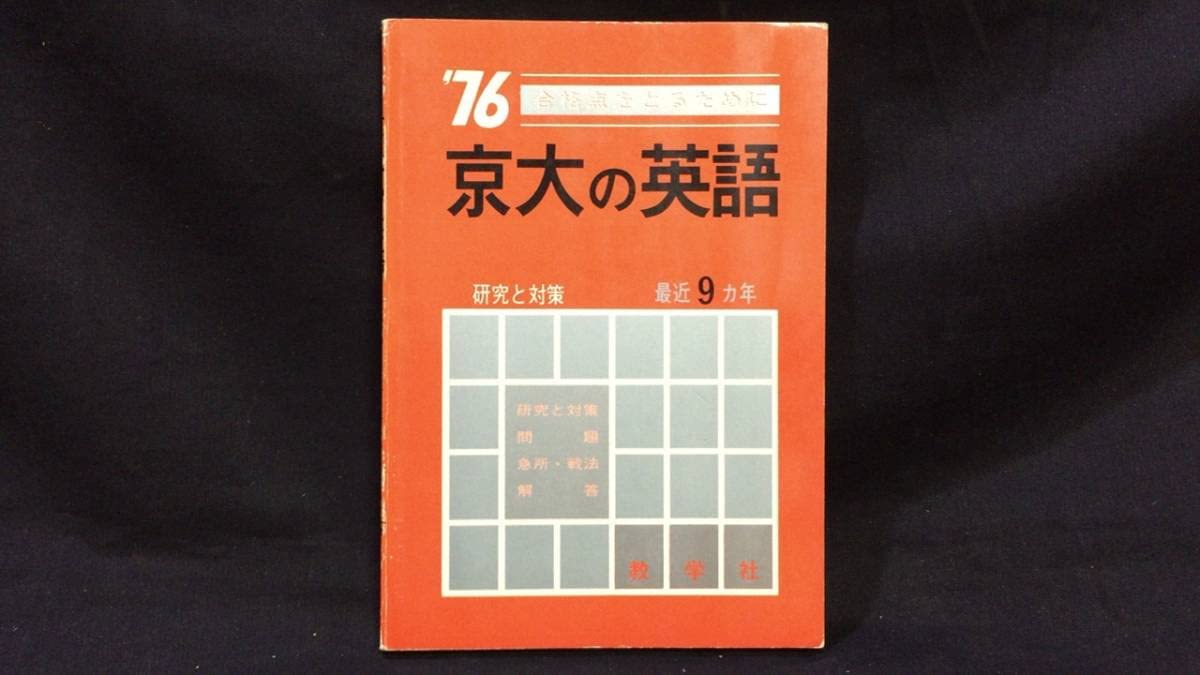 '76
合格点をとるために
京大の英語
研究と対策 最近9カ年
研究と対策
問題
急所・戦法
解答
教学社